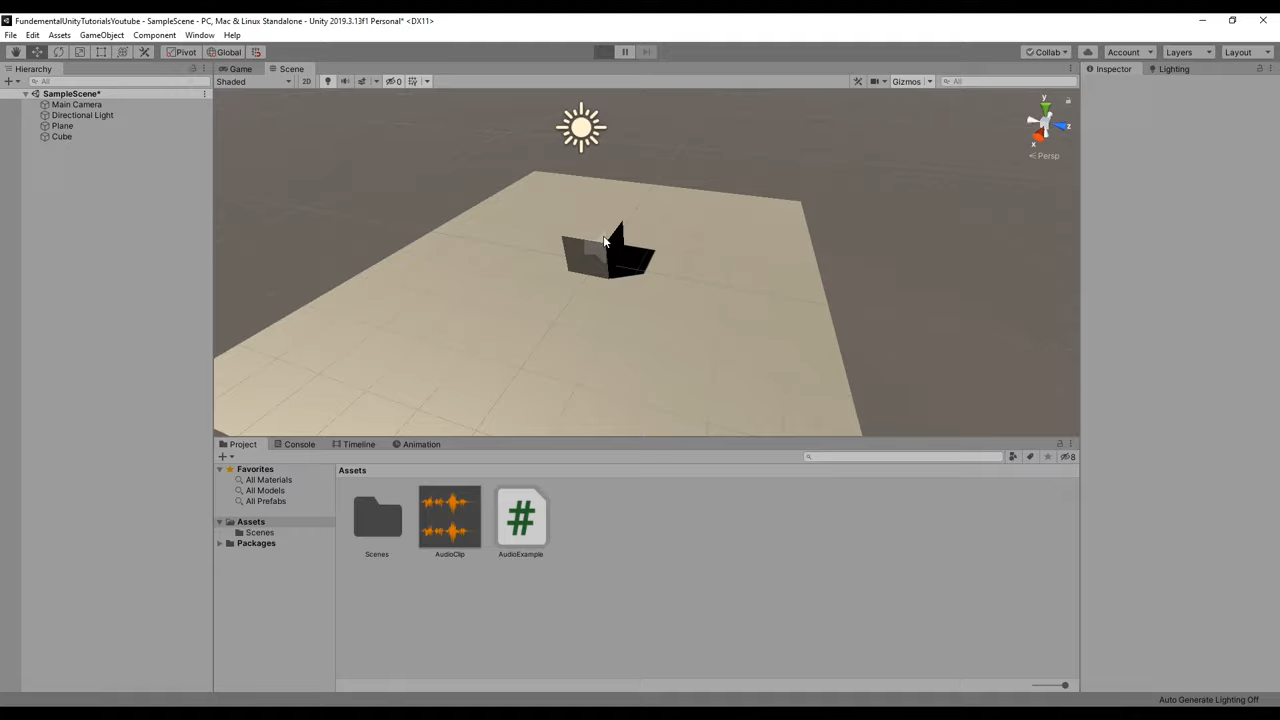 FundementalUnityTutorialsYoutube - SampleScene - PC, Mac & Linux Standalone - Unity 2019.3.13f1 Personal* <DX11>
File Edit Assets GameObject Component Window Help
Pivot Global Collab Account Layers Layout
Hierarchy Game Scene Inspector Lighting
All Shaded 2D 0 Gizmos All
SampleScene*
Main Camera
Directional Light
Plane
Cube
y
z
x
Persp
Project Console Timeline Animation
8
Favorites
All Materials
All Models
All Prefabs
Assets
Scenes
Packages
Assets
#
Scenes AudioClip AudioExample
Auto Generate Lighting Off